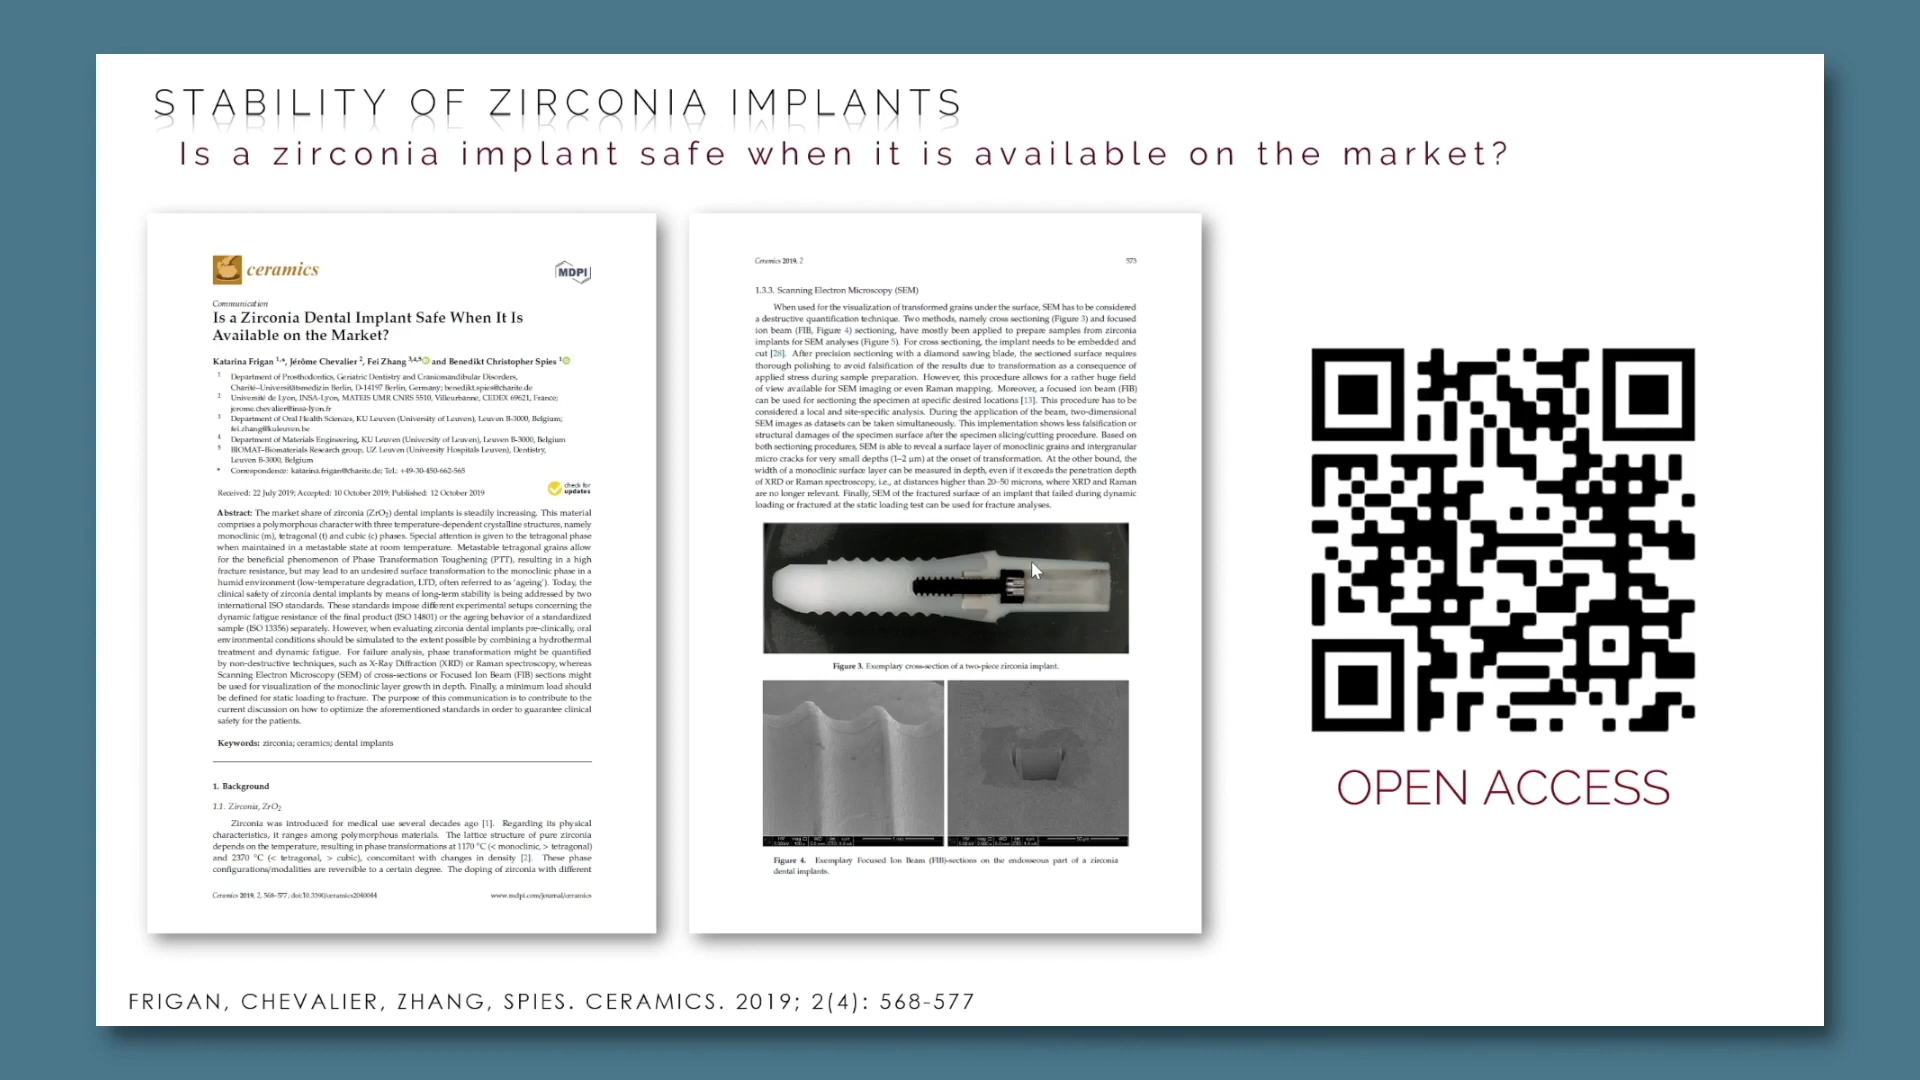 STABILITY OF ZIRCONIA IMPLANTS
Is a zirconia implant safe when it is available on the market?
ceramics
MDPI
Communication
Is a Zirconia Dental Implant Safe When It Is
Available on the Market?
Katarina Frigan 1,*, Jérôme Chevalier 2, Fei Zhang 3,4,5 and Benedikt Christopher Spies 1
1 Department of Prosthodontics, Geriatric Dentistry and Craniomandibular Disorders,
Charité–Universitätsmedizin Berlin, D-14197 Berlin, Germany; benedikt.spies@charite.de
2 Université de Lyon, INSA-Lyon, MATEIS UMR CNRS 5510, Villeurbanne, CEDEX 69621, France;
jerome.chevalier@insa-lyon.fr
3 Department of Oral Health Sciences, KU Leuven (University of Leuven), Leuven B-3000, Belgium;
fei.zhang@kuleuven.be
4 Department of Materials Engineering, KU Leuven (University of Leuven), Leuven B-3000, Belgium
5 BIOMAT–Biomaterials Research group, UZ Leuven (University Hospitals Leuven), Dentistry,
Leuven B-3000, Belgium
* Correspondence: katarina.frigan@charite.de; Tel.: +49-30-450-662-565
Received: 22 July 2019; Accepted: 10 October 2019; Published: 12 October 2019
check for
updates
Abstract: The market share of zirconia (ZrO2) dental implants is steadily increasing. This material
comprises a polymorphous character with three temperature-dependent crystalline structures, namely
monoclinic (m), tetragonal (t) and cubic (c) phases. Special attention is given to the tetragonal phase
when maintained in a metastable state at room temperature. Metastable tetragonal grains allow
for the beneficial phenomenon of Phase Transformation Toughening (PTT), resulting in a high
fracture resistance, but may lead to an undesired surface transformation to the monoclinic phase in a
humid environment (low-temperature degradation, LTD, often referred to as 'ageing'). Today, the
clinical safety of zirconia dental implants by means of long-term stability is being addressed by two
international ISO standards. These standards impose different experimental setups concerning the
dynamic fatigue resistance of the final product (ISO 14801) or the ageing behavior of a standardized
sample (ISO 13356) separately. However, when evaluating zirconia dental implants pre-clinically, oral
environmental conditions should be simulated to the extent possible by combining a hydrothermal
treatment and dynamic fatigue. For failure analysis, phase transformation might be quantified
by non-destructive techniques, such as X-Ray Diffraction (XRD) or Raman spectroscopy, whereas
Scanning Electron Microscopy (SEM) of cross-sections or Focused Ion Beam (FIB) sections might
be used for visualization of the monoclinic layer growth in depth. Finally, a minimum load should
be defined for static loading to fracture. The purpose of this communication is to contribute to the
current discussion on how to optimize the aforementioned standards in order to guarantee clinical
safety for the patients.
Keywords: zirconia; ceramics; dental implants
1. Background
1.1. Zirconia, ZrO2
Zirconia was introduced for medical use several decades ago [1]. Regarding its physical
characteristics, it ranges among polymorphous materials. The lattice structure of pure zirconia
depends on the temperature, resulting in phase transformations at 1170 °C (< monoclinic, > tetragonal)
and 2370 °C (< tetragonal, > cubic), concomitant with changes in density [2]. These phase
configurations/modalities are reversible to a certain degree. The doping of zirconia with different
Ceramics 2019, 2, 568–577; doi:10.3390/ceramics2040044
www.mdpi.com/journal/ceramics
Ceramics 2019, 2
573
1.3.3. Scanning Electron Microscopy (SEM)
When used for the visualization of transformed grains under the surface, SEM has to be considered
a destructive quantification technique. Two methods, namely cross sectioning (Figure 3) and focused
ion beam (FIB, Figure 4) sectioning, have mostly been applied to prepare samples from zirconia
implants for SEM analyses (Figure 5). For cross sectioning, the implant needs to be embedded and
cut [28]. After precision sectioning with a diamond sawing blade, the sectioned surface requires
thorough polishing to avoid falsification of the results due to transformation as a consequence of
applied stress during sample preparation. However, this procedure allows for a rather huge field
of view available for SEM imaging or even Raman mapping. Moreover, a focused ion beam (FIB)
can be used for sectioning the specimen at specific desired locations [13]. This procedure has to be
considered a local and site-specific analysis. During the application of the beam, two-dimensional
SEM images as datasets can be taken simultaneously. This implementation shows less falsification or
structural damages of the specimen surface after the specimen slicing/cutting procedure. Based on
both sectioning procedures, SEM is able to reveal a surface layer of monoclinic grains and intergranular
micro cracks for very small depths (1–2 µm) at the onset of transformation. At the other bound, the
width of a monoclinic surface layer can be measured in depth, even if it exceeds the penetration depth
of XRD or Raman spectroscopy, i.e., at distances higher than 20–50 microns, where XRD and Raman
are no longer relevant. Finally, SEM of the fractured surface of an implant that failed during dynamic
loading or fractured at the static loading test can be used for fracture analyses.
Figure 3. Exemplary cross-section of a two-piece zirconia implant.
Figure 4. Exemplary Focused Ion Beam (FIB)-sections on the endosseous part of a zirconia
dental implants.
OPEN ACCESS
FRIGAN, CHEVALIER, ZHANG, SPIES. CERAMICS. 2019; 2(4): 568-577